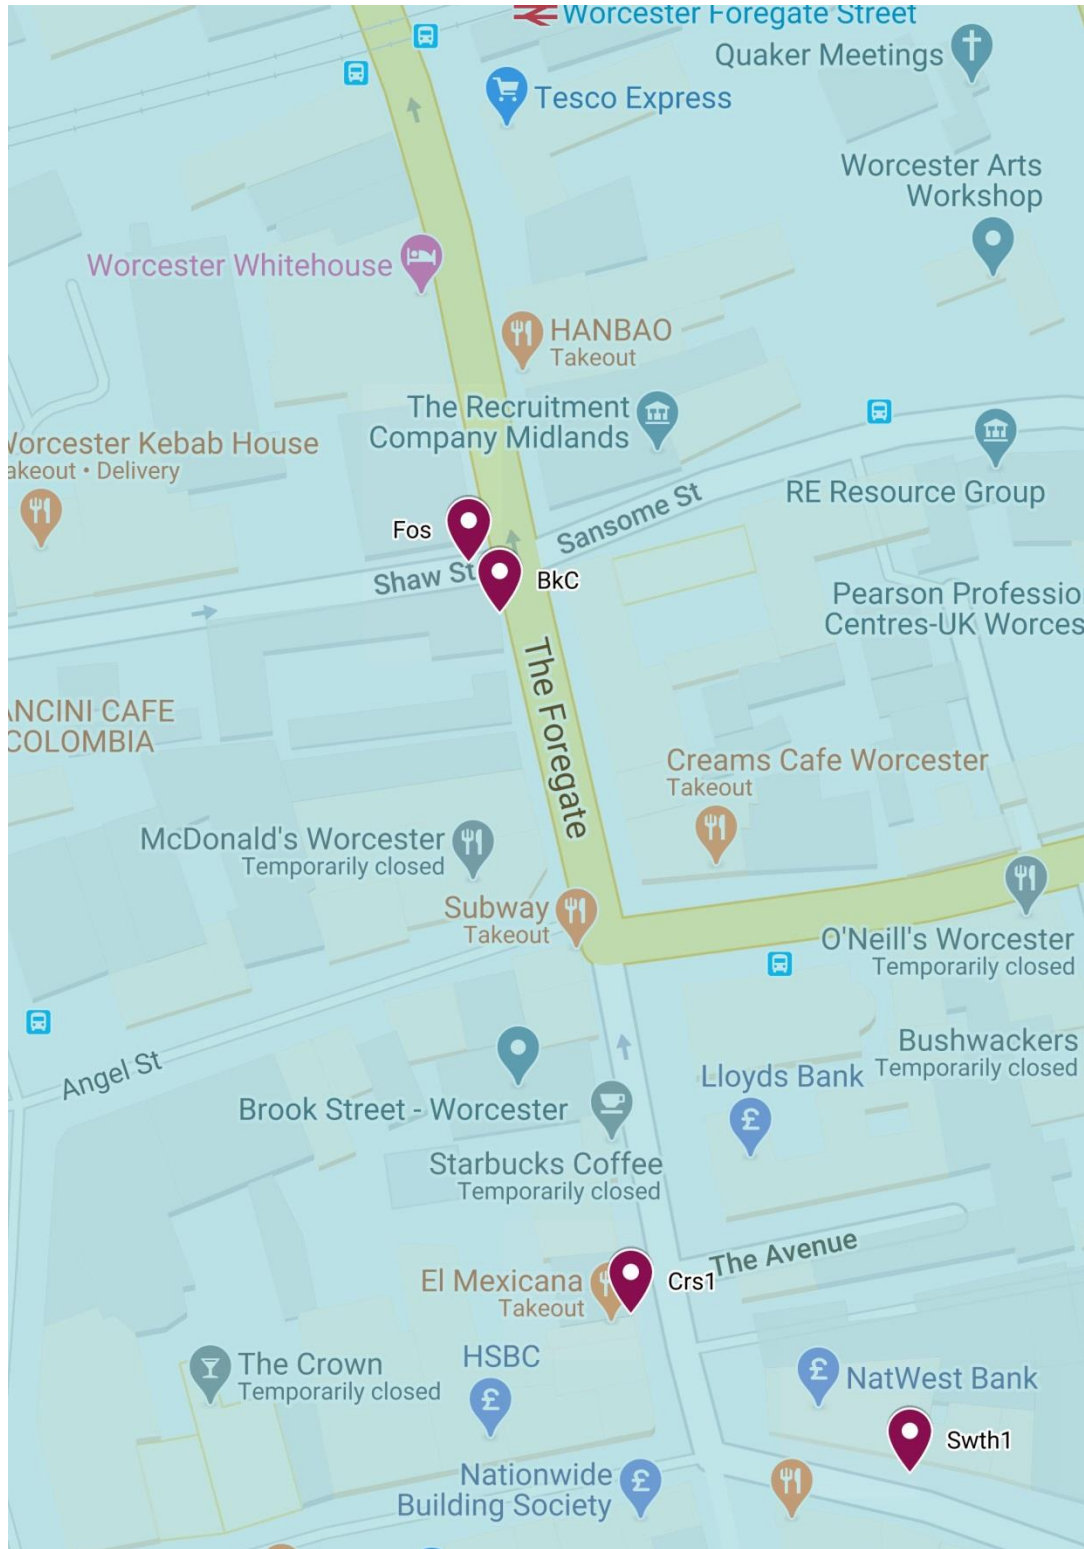 Worcester Foregate Street
Quaker Meetings
Tesco Express
Worcester Arts
Workshop
Worcester Whitehouse
HANBAO
Takeout
The Recruitment
Company Midlands
Worcester Kebab House
akeout • Delivery
RE Resource Group
Sansome St
Fos
Shaw St
BkC
Pearson Professio
Centres-UK Worces
The Foregate
ANCINI CAFE
COLOMBIA
Creams Cafe Worcester
Takeout
McDonald's Worcester
Temporarily closed
Subway
Takeout
O'Neill's Worcester
Temporarily closed
Angel St
Bushwackers
Temporarily closed
Lloyds Bank
Brook Street - Worcester
Starbucks Coffee
Temporarily closed
The Avenue
El Mexicana
Takeout
Crs1
The Crown
Temporarily closed
HSBC
NatWest Bank
Swth1
Nationwide
Building Society